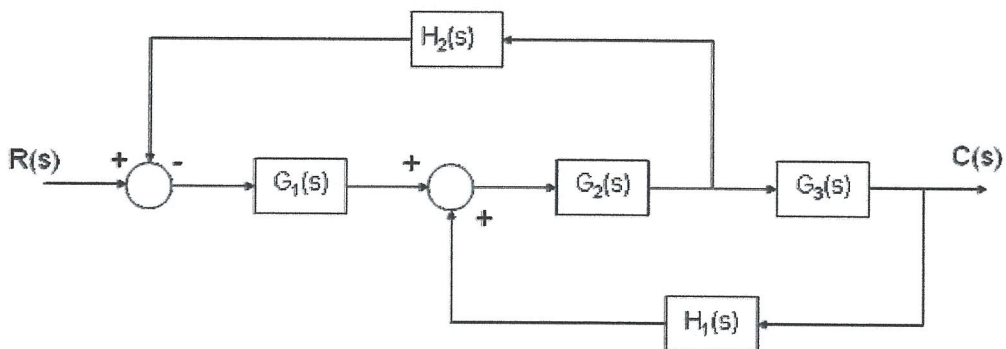 H₂(s)
R(s)
+
-
G₁(s)
+
+
G₂(s)
G₃(s)
C(s)
H₁(s)